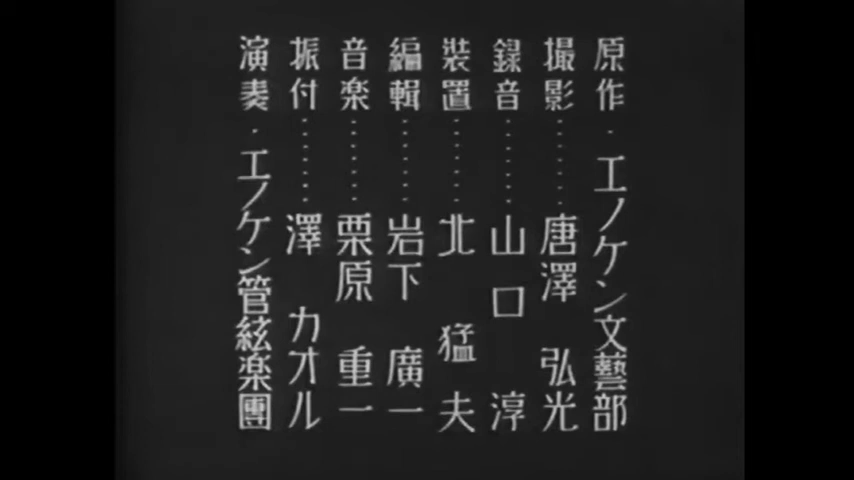 原作・エノケン文藝部
撮影………唐澤弘光
録音………山口淳
装置………北猛夫
編輯………岩下廣一
音楽………栗原重一
振付………澤カオル
演奏・エノケン管絃楽團